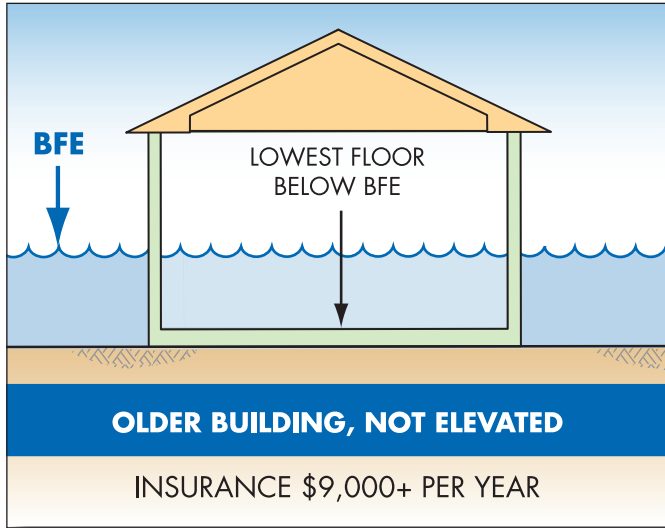 BFE
LOWEST FLOOR
BELOW BFE
OLDER BUILDING, NOT ELEVATED
INSURANCE $9,000+ PER YEAR